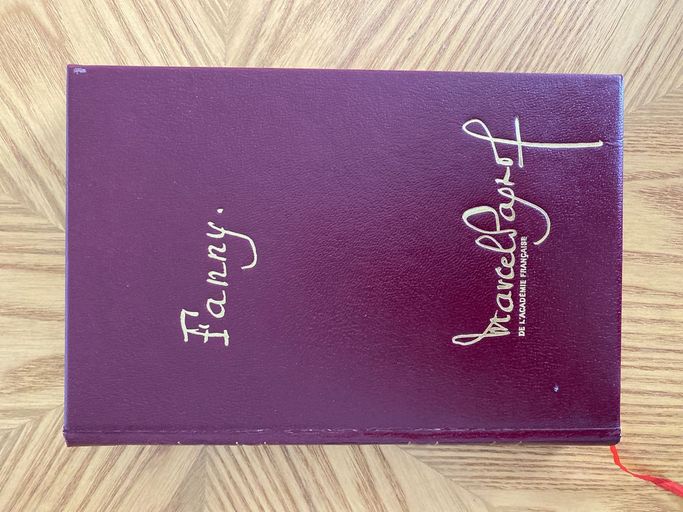 Fanny.
Marcel Pagnol
DE L'ACADÉMIE FRANÇAISE